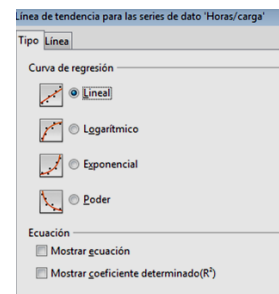 Línea de tendencia para las series de dato 'Horas/carga'
Tipo Línea
Curva de regresión
Lineal
Logarítmico
Exponencial
Poder
Ecuación
Mostrar ecuación
Mostrar coeficiente determinado(R²)